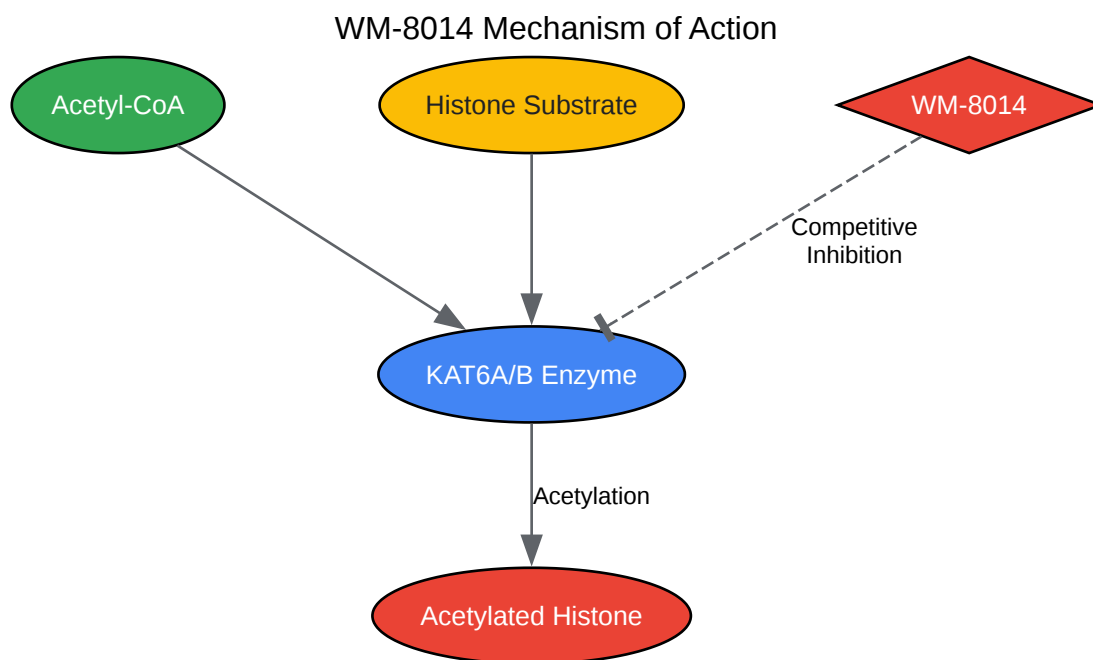 WM-8014 Mechanism of Action
Acetyl-CoA
Histone Substrate
WM-8014
Competitive
Inhibition
KAT6A/B Enzyme
Acetylation
Acetylated Histone